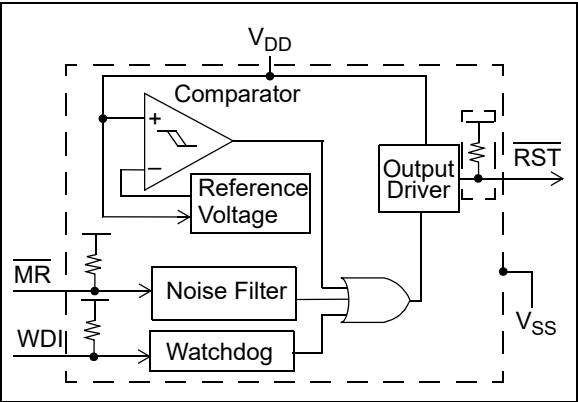 VDD
Comparator
+
−
Reference
Voltage
Output
Driver
RST
MR
Noise Filter
WDI
Watchdog
VSS